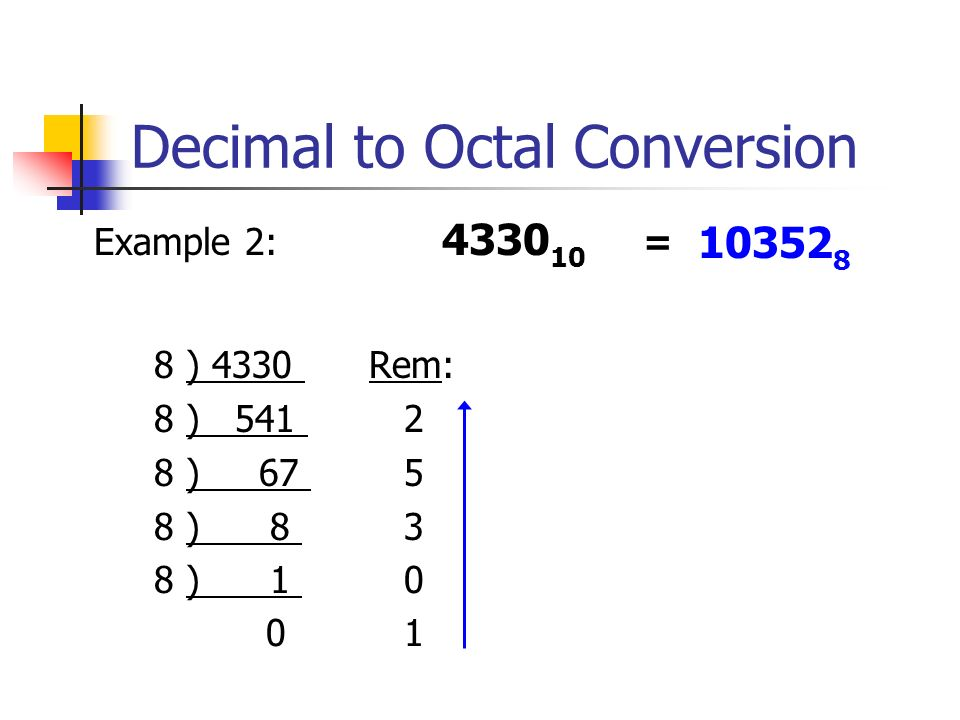 Decimal to Octal Conversion
Example 2: 4330₁₀ = 10352₈
8 ) 4330 Rem:
8 ) 541 2
8 ) 67 5
8 ) 8 3
8 ) 1 0
0 1